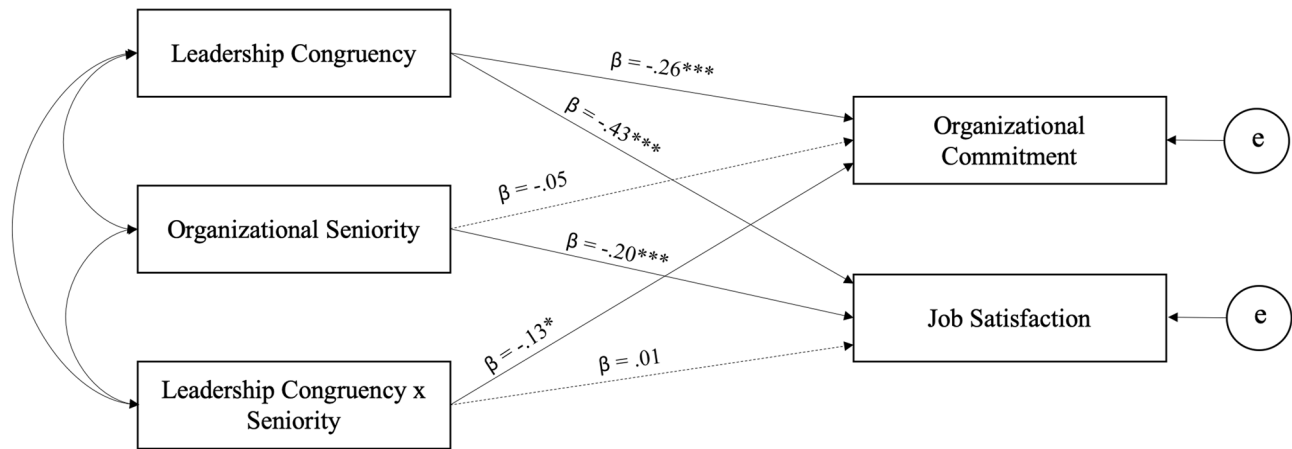 Leadership Congruency
β = -.26***
β = -.43***
Organizational
Commitment
e
β = -.05
Organizational Seniority
β = -.20***
Job Satisfaction
e
β = -.13*
β = .01
Leadership Congruency x
Seniority